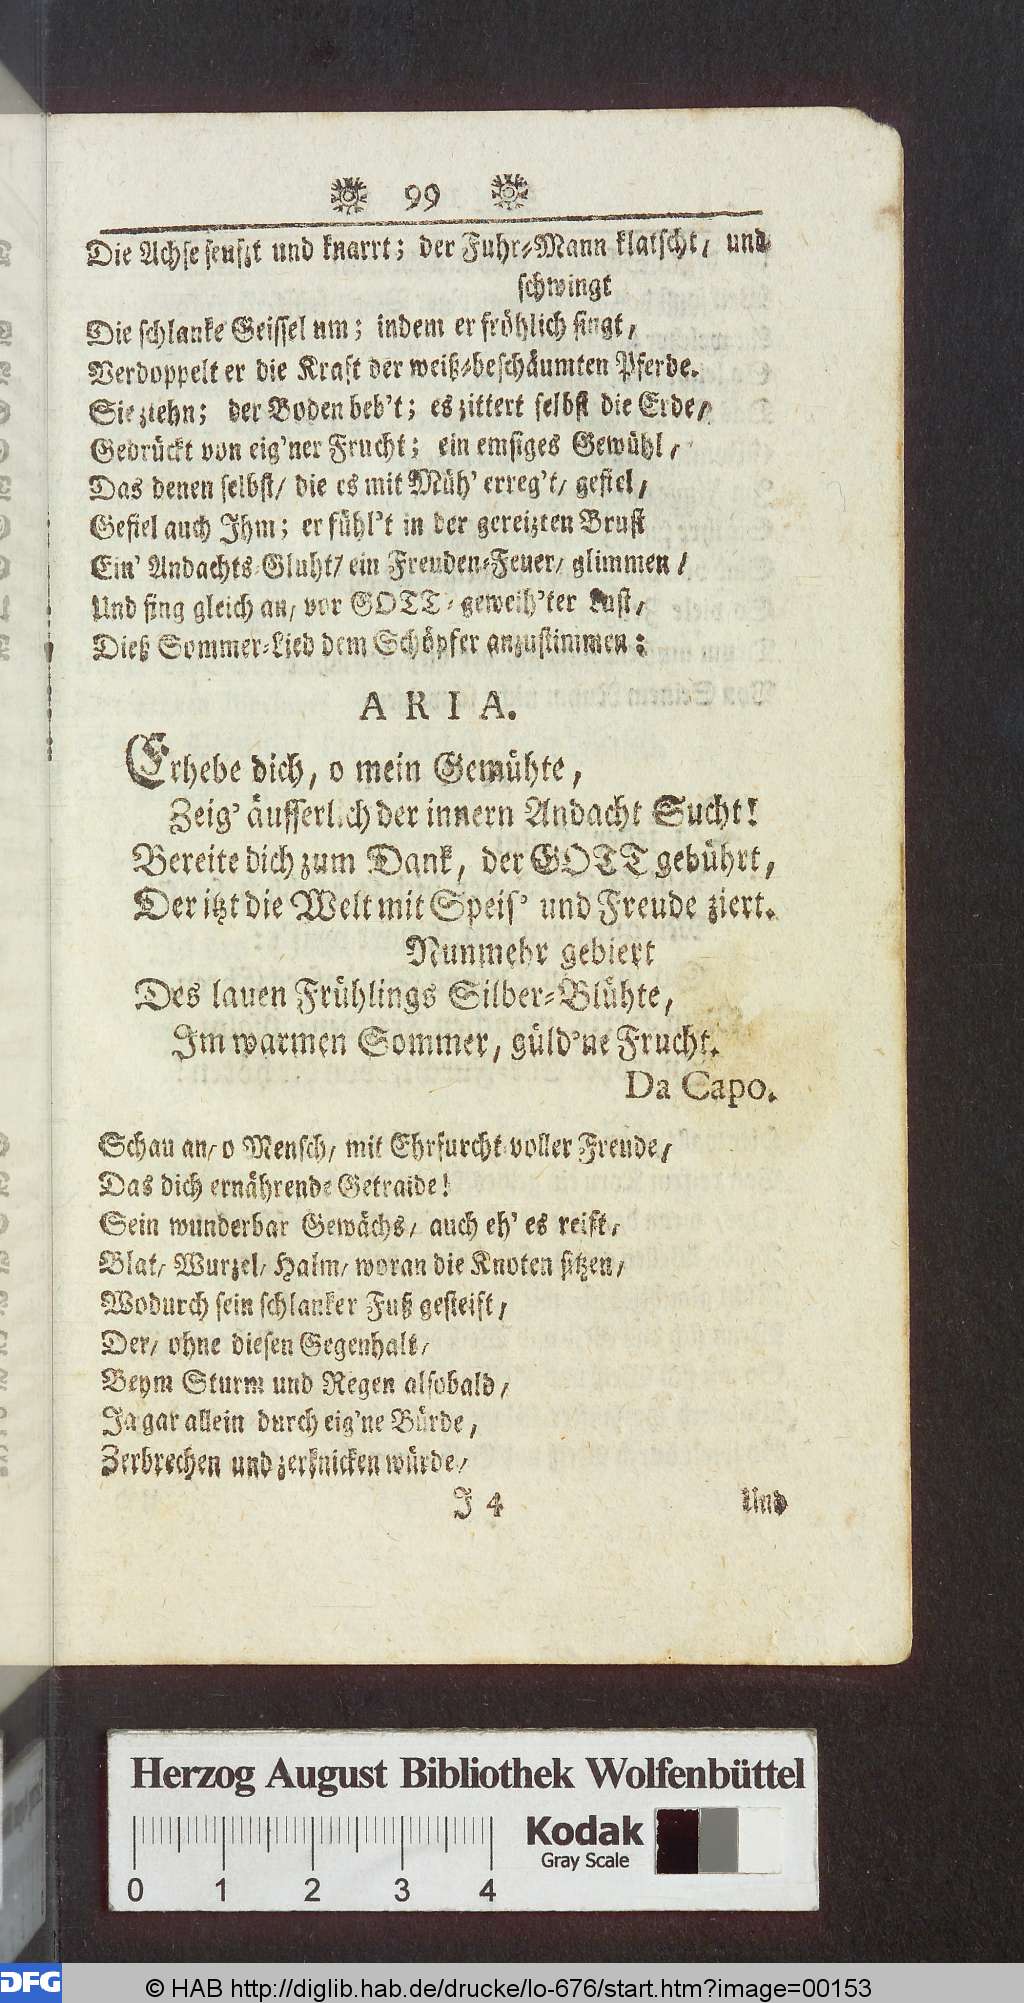 99
Die Achse seufzt und knarrt; der Fuhr-Mann klatscht/ und
schwingt
Die schlanke Geissel um; indem er fröhlich singt/
Verdoppelt er die Kraft der weiß-beschäumten Pferde.
Sie ziehn; der Boden beb't; es zittert selbst die Erde/
Gedrückt von eig'ner Frucht; ein emsiges Gewühl/
Das denen selbst/ die es mit Müh' erreg't/ gefiel/
Gefiel auch Ihm; er fühl't in der gereizten Brust
Ein' Andachts-Gluht/ ein Freuden-Feuer/ glimmen/
Und fing gleich an/ vor GOTT-geweih'ter Lust/
Dieß Sommer-Lied dem Schöpfer anzustimmen:
ARIA.
Erhebe dich, o mein Gemühte,
Zeig' äusserlich der innern Andacht Sucht!
Bereite dich zum Dank, der GOTT gebührt,
Der itzt die Welt mit Speis' und Freude ziert.
Nunmehr gebiert
Des lauen Frühlings Silber-Blühte,
Im warmen Sommer, güld'ne Frucht.
Da Capo.
Schau an/ o Mensch/ mit Ehrfurcht-voller Freude/
Das dich ernährende Getraide!
Sein wunderbar Gewächs/ auch eh' es reift/
Blat/ Wurzel/ Halm/ woran die Knoten sitzen/
Wodurch sein schlanker Fuß gesteift/
Der/ ohne diesen Gegenhalt/
Beym Sturm und Regen alsobald/
Ja gar allein durch eig'ne Bürde,
Zerbrechen und zerknicken würde/
J 4 Und
Herzog August Bibliothek Wolfenbüttel
0 1 2 3 4
Kodak
Gray Scale
DFG
© HAB http://diglib.hab.de/drucke/lo-676/start.htm?image=00153